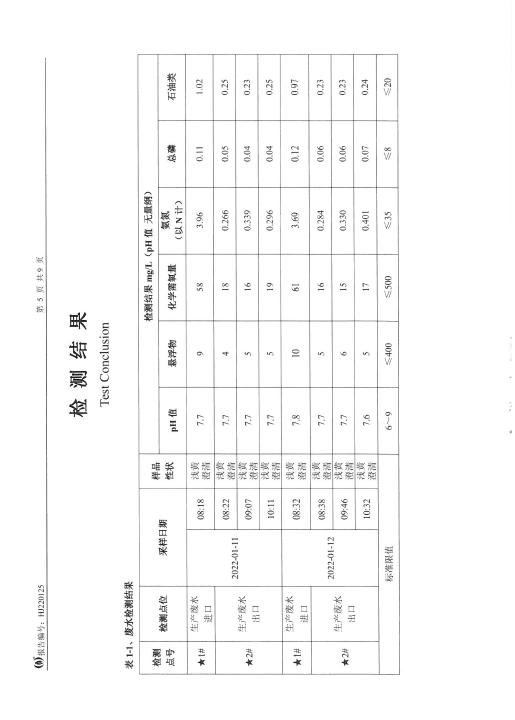 报告编号：HJ220125 第 5 页 共 9 页
检 测 结 果
Test Conclusion
表 1-1、废水检测结果
检测点号 检测点位 采样日期 样品性状 检测结果 mg/L（pH 值 无量纲）
pH 值 悬浮物 化学需氧量 氨氮（以 N 计） 总磷 石油类
★1# 生产废水进口 2022-01-11 08:18 浅黄澄清 7.7 9 58 3.96 0.11 1.02
★2# 生产废水出口 08:22 浅黄澄清 7.7 4 18 0.266 0.05 0.25
09:07 浅黄澄清 7.7 5 16 0.339 0.04 0.23
10:11 浅黄澄清 7.7 5 19 0.296 0.04 0.25
★1# 生产废水进口 2022-01-12 08:32 浅黄澄清 7.8 10 61 3.69 0.12 0.97
★2# 生产废水出口 08:38 浅黄澄清 7.7 5 16 0.284 0.06 0.23
09:46 浅黄澄清 7.7 6 15 0.330 0.06 0.23
10:32 浅黄澄清 7.6 5 17 0.401 0.07 0.24
标准限值 6～9 ≤400 ≤500 ≤35 ≤8 ≤20